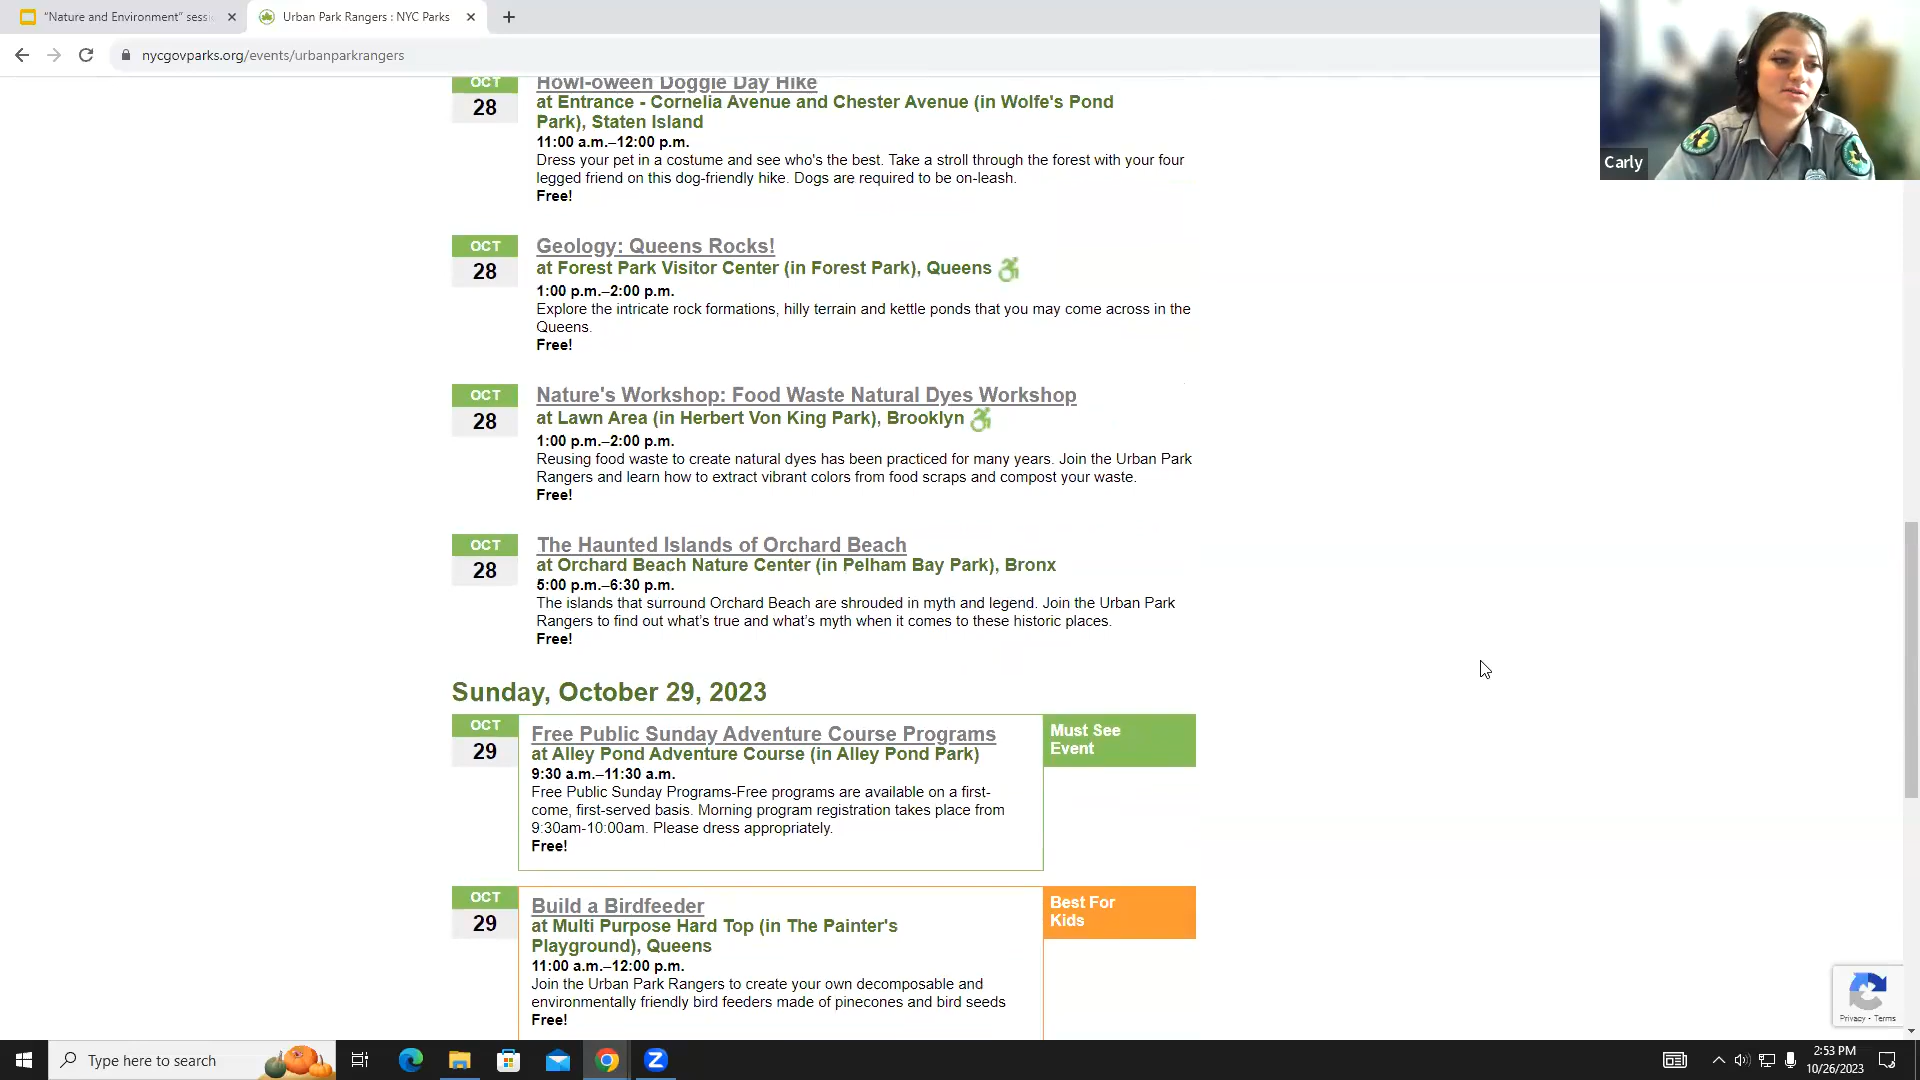 "Nature and Environment" sessi
Urban Park Rangers : NYC Parks
nycgovparks.org/events/urbanparkrangers
Carly
OCT
28
Howl-oween Doggie Day Hike
at Entrance - Cornelia Avenue and Chester Avenue (in Wolfe's Pond
Park), Staten Island
11:00 a.m.–12:00 p.m.
Dress your pet in a costume and see who's the best. Take a stroll through the forest with your four
legged friend on this dog-friendly hike. Dogs are required to be on-leash.
Free!
OCT
28
Geology: Queens Rocks!
at Forest Park Visitor Center (in Forest Park), Queens
1:00 p.m.–2:00 p.m.
Explore the intricate rock formations, hilly terrain and kettle ponds that you may come across in the
Queens.
Free!
OCT
28
Nature's Workshop: Food Waste Natural Dyes Workshop
at Lawn Area (in Herbert Von King Park), Brooklyn
1:00 p.m.–2:00 p.m.
Reusing food waste to create natural dyes has been practiced for many years. Join the Urban Park
Rangers and learn how to extract vibrant colors from food scraps and compost your waste.
Free!
OCT
28
The Haunted Islands of Orchard Beach
at Orchard Beach Nature Center (in Pelham Bay Park), Bronx
5:00 p.m.–6:30 p.m.
The islands that surround Orchard Beach are shrouded in myth and legend. Join the Urban Park
Rangers to find out what's true and what's myth when it comes to these historic places.
Free!
Sunday, October 29, 2023
OCT
29
Free Public Sunday Adventure Course Programs
at Alley Pond Adventure Course (in Alley Pond Park)
9:30 a.m.–11:30 a.m.
Free Public Sunday Programs-Free programs are available on a first-
come, first-served basis. Morning program registration takes place from
9:30am-10:00am. Please dress appropriately.
Free!
Must See
Event
OCT
29
Build a Birdfeeder
at Multi Purpose Hard Top (in The Painter's
Playground), Queens
11:00 a.m.–12:00 p.m.
Join the Urban Park Rangers to create your own decomposable and
environmentally friendly bird feeders made of pinecones and bird seeds
Free!
Best For
Kids
Privacy - Terms
Type here to search
2:53 PM
10/26/2023